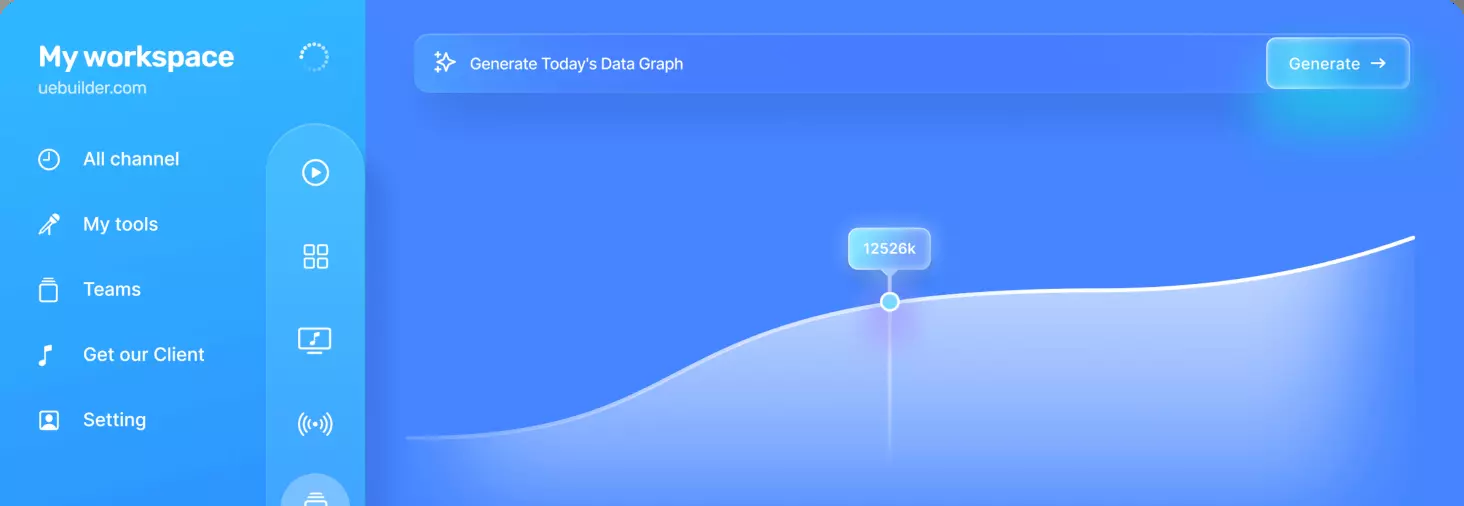 My workspace
uebuilder.com
All channel
My tools
Teams
Get our Client
Setting
Generate Today's Data Graph
Generate
12526k